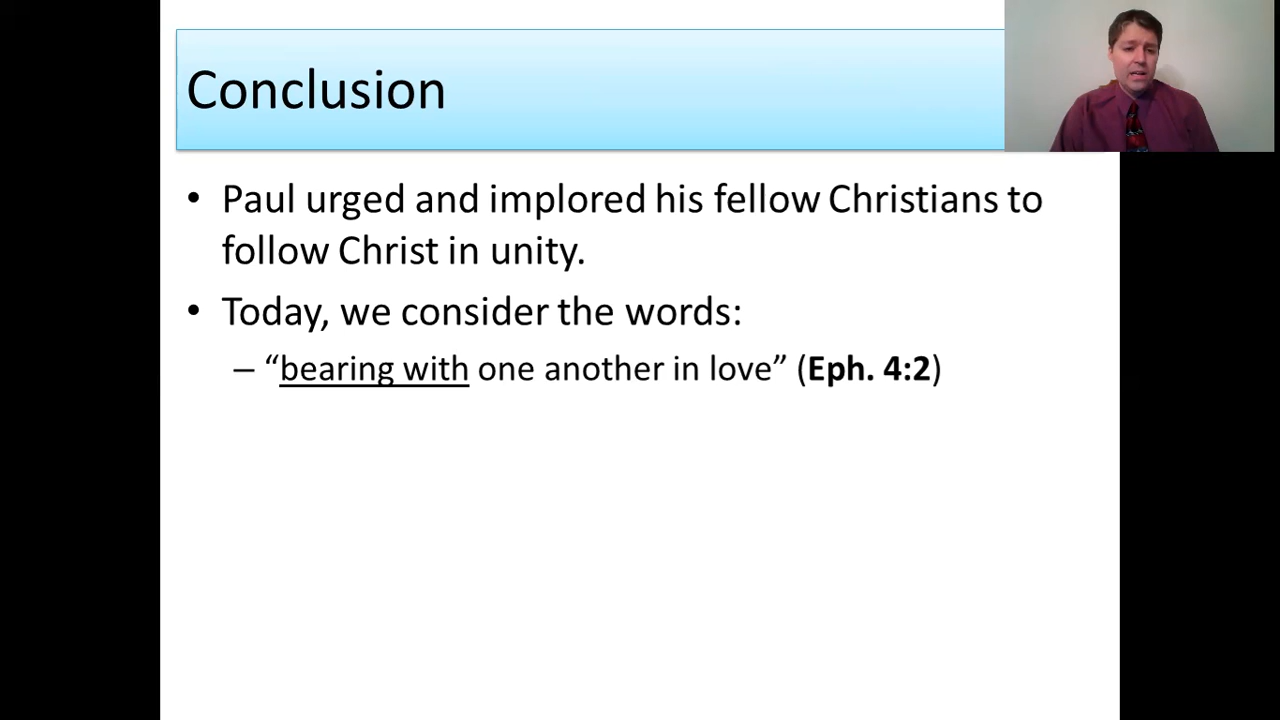 Conclusion
• Paul urged and implored his fellow Christians to
follow Christ in unity.
• Today, we consider the words:
– “bearing with one another in love” (Eph. 4:2)